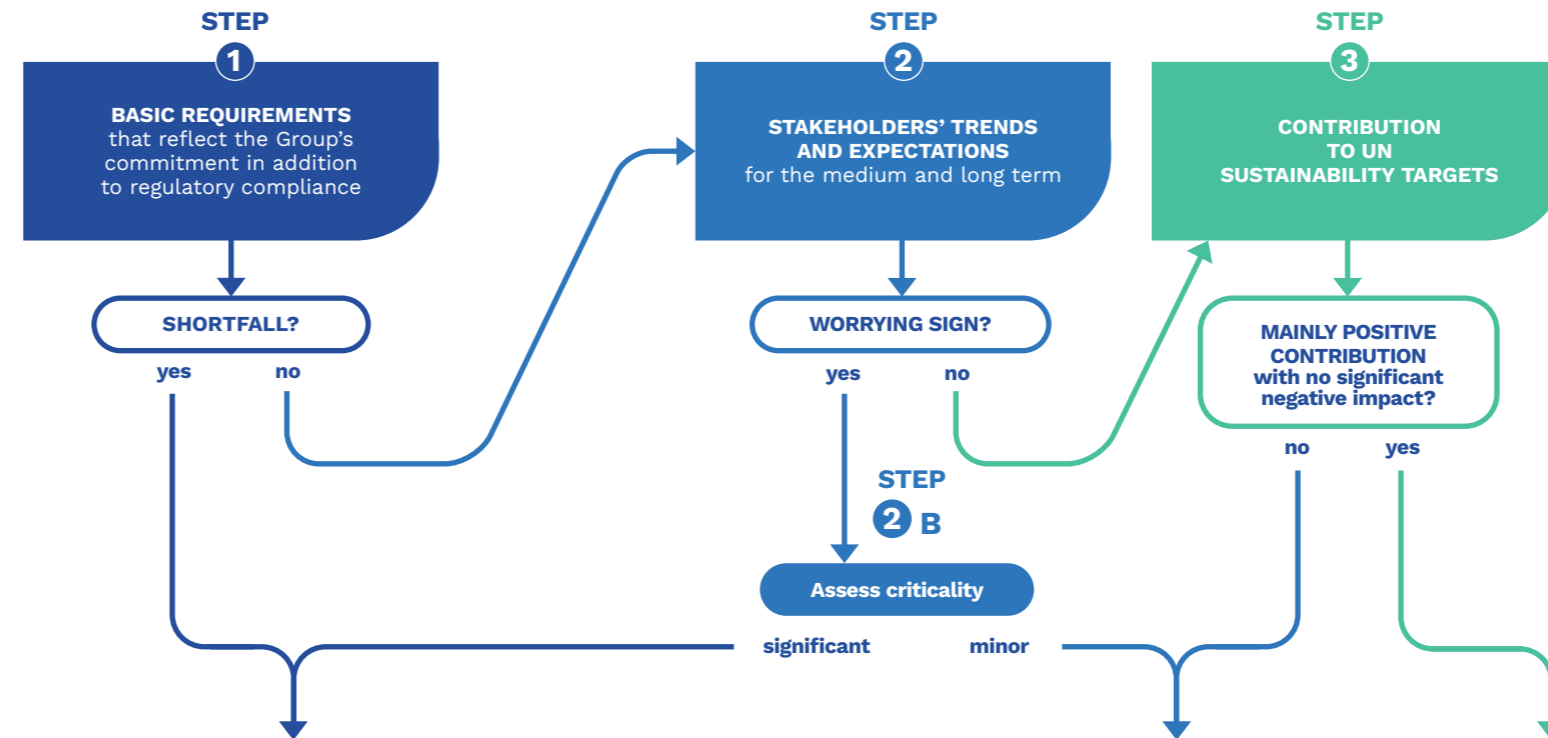 STEP
1
BASIC REQUIREMENTS
that reflect the Group’s
commitment in addition
to regulatory compliance
SHORTFALL?
yes no
STEP
2
STAKEHOLDERS’ TRENDS
AND EXPECTATIONS
for the medium and long term
WORRYING SIGN?
yes no
STEP
2 B
Assess criticality
significant minor
STEP
3
CONTRIBUTION
TO UN
SUSTAINABILITY TARGETS
MAINLY POSITIVE
CONTRIBUTION
with no significant
negative impact?
no yes